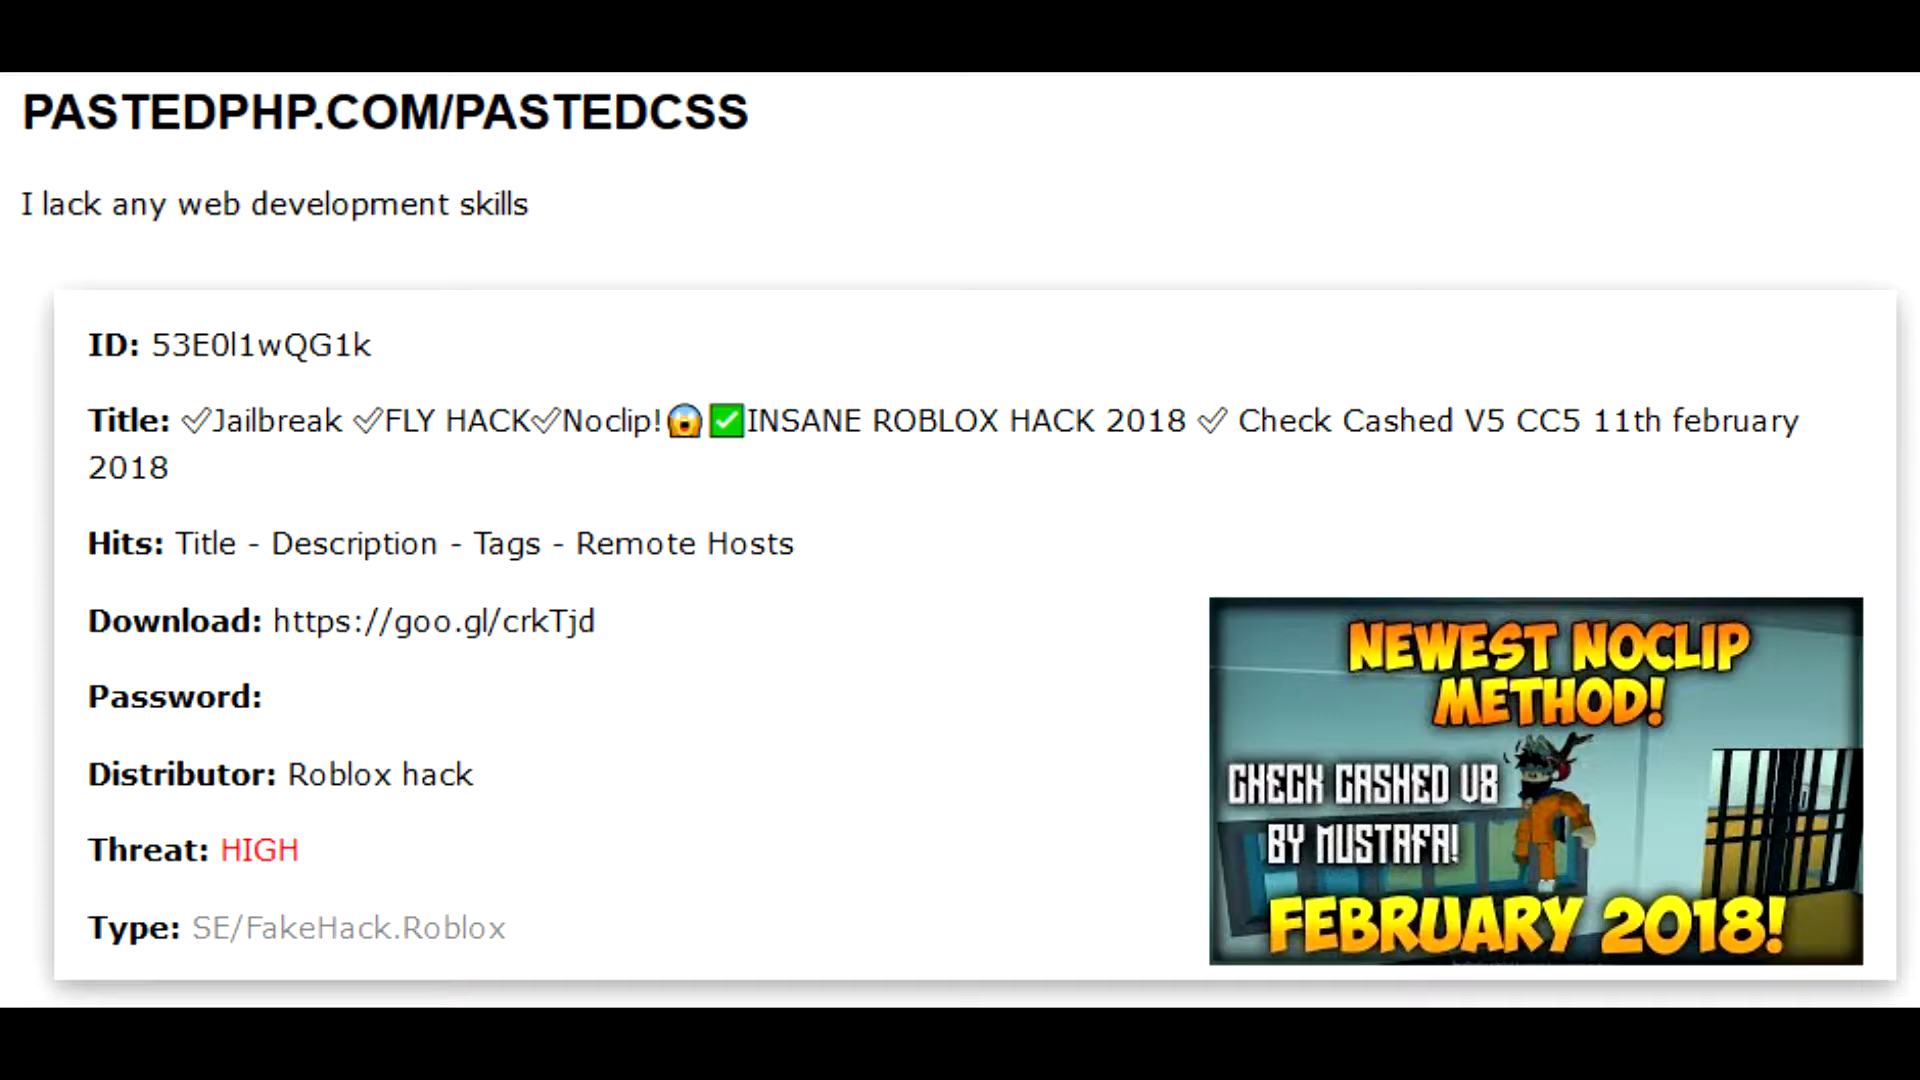 PASTEDPHP.COM/PASTEDCSS
I lack any web development skills
ID: 53E0l1wQG1k
Title: ✅Jailbreak ✅FLY HACK✅Noclip!😱✅INSANE ROBLOX HACK 2018 ✅ Check Cashed V5 CC5 11th february
2018
Hits: Title - Description - Tags - Remote Hosts
Download: https://goo.gl/crkTjd
Password:
Distributor: Roblox hack
Threat: HIGH
Type: SE/FakeHack.Roblox
NEWEST NOCLIP
METHOD!
CHECK CASHED V8
BY MUSTAFA!
FEBRUARY 2018!